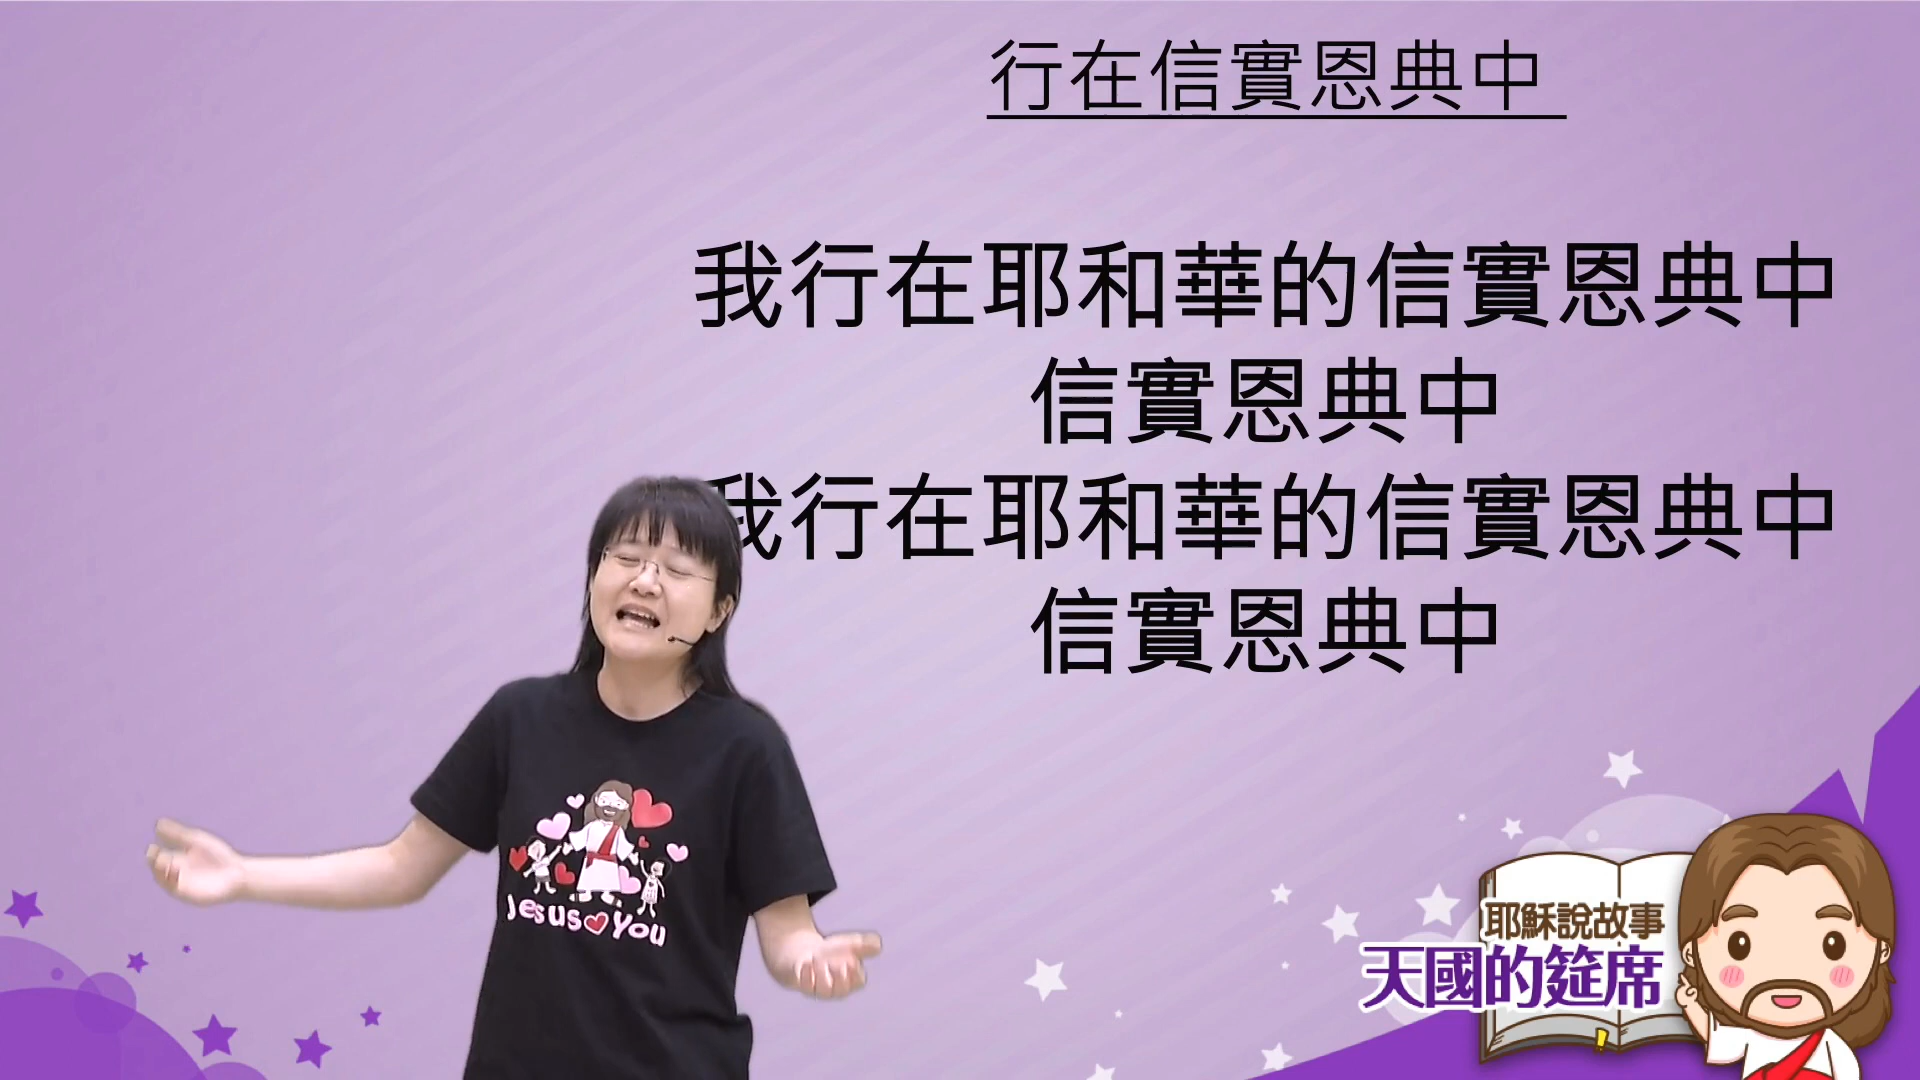 行在信實恩典中
我行在耶和華的信實恩典中
信實恩典中
我行在耶和華的信實恩典中
信實恩典中
Jesus You
耶穌說故事
天國的筵席